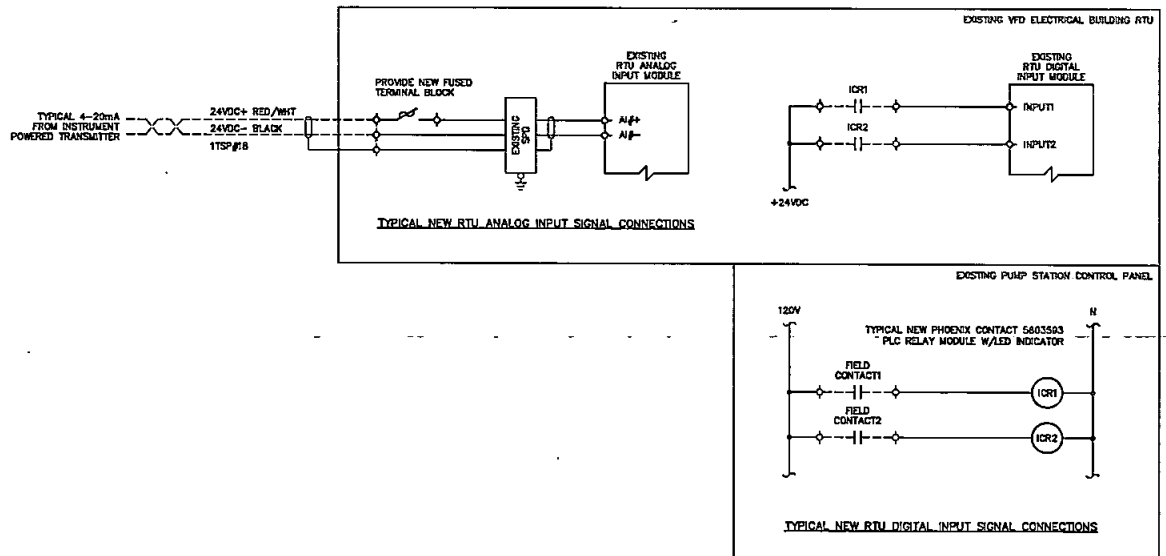 EXISTING VFD ELECTRICAL BUILDING RTU
EXISTING
RTU ANALOG
INPUT MODULE
PROVIDE NEW FUSED
TERMINAL BLOCK
TYPICAL 4-20mA
FROM INSTRUMENT
POWERED TRANSMITTER
24VDC+ RED/WHT
24VDC- BLACK
1TSP#18
EXISTING
SPD
AI#+
AI#-
TYPICAL NEW RTU ANALOG INPUT SIGNAL CONNECTIONS
EXISTING
RTU DIGITAL
INPUT MODULE
ICR1
INPUT1
ICR2
INPUT2
+24VDC
EXISTING PUMP STATION CONTROL PANEL
120V
N
TYPICAL NEW PHOENIX CONTACT 5603593
PLC RELAY MODULE W/LED INDICATOR
FIELD
CONTACT1
ICR1
FIELD
CONTACT2
ICR2
TYPICAL NEW RTU DIGITAL INPUT SIGNAL CONNECTIONS